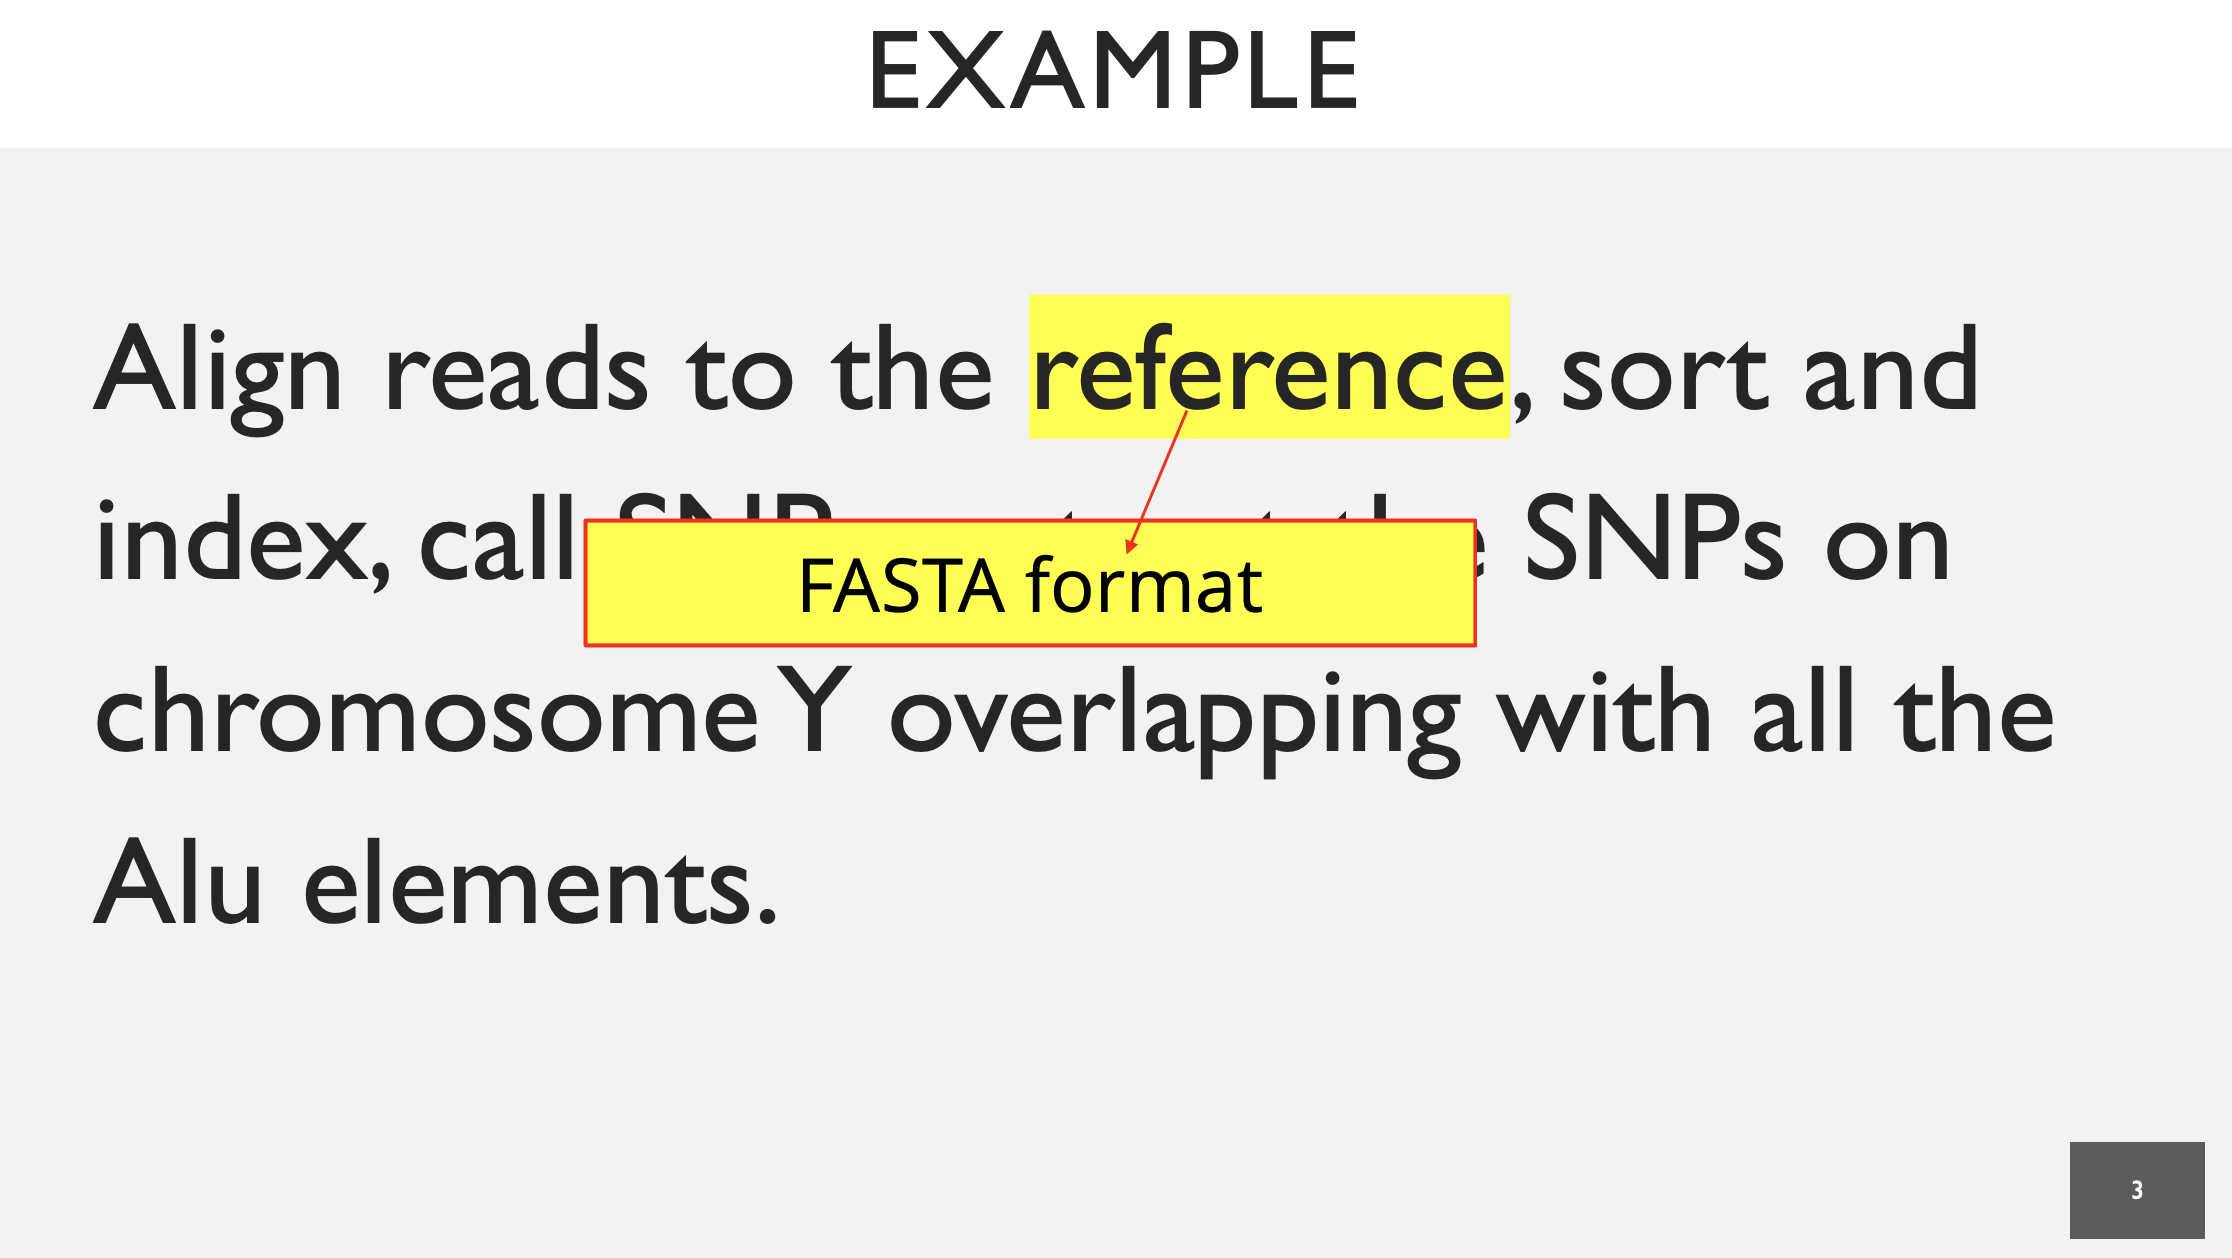 EXAMPLE
Align reads to the reference, sort and
index, call SNPs on
FASTA format
chromosome Y overlapping with all the
Alu elements.
3